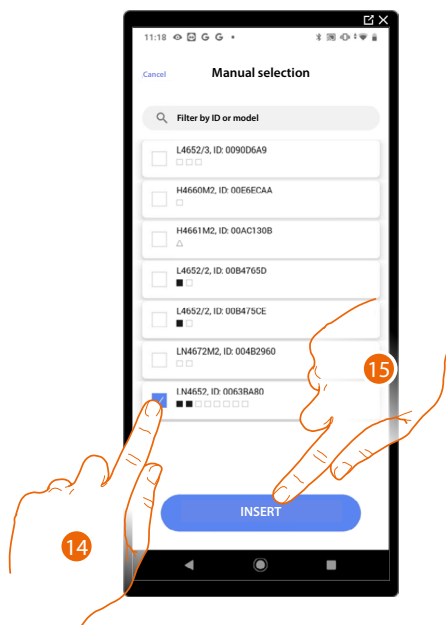 11:18 G G
Cancel Manual selection
Filter by ID or model
L4652/3, ID: 0090D6A9
H4660M2, ID: 00E6ECAA
H4661M2, ID: 00AC130B
L4652/2, ID: 00B4765D
L4652/2, ID: 00B475CE
LN4672M2, ID: 004B2960
LN4652, ID: 0063BA80
15
INSERT
14